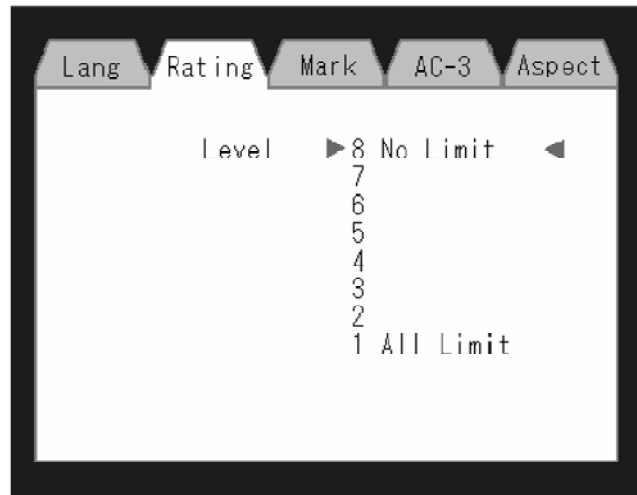 Lang Rating Mark AC-3 Aspect
Level ▶8 No Limit ◀
7
6
5
4
3
2
1 All Limit